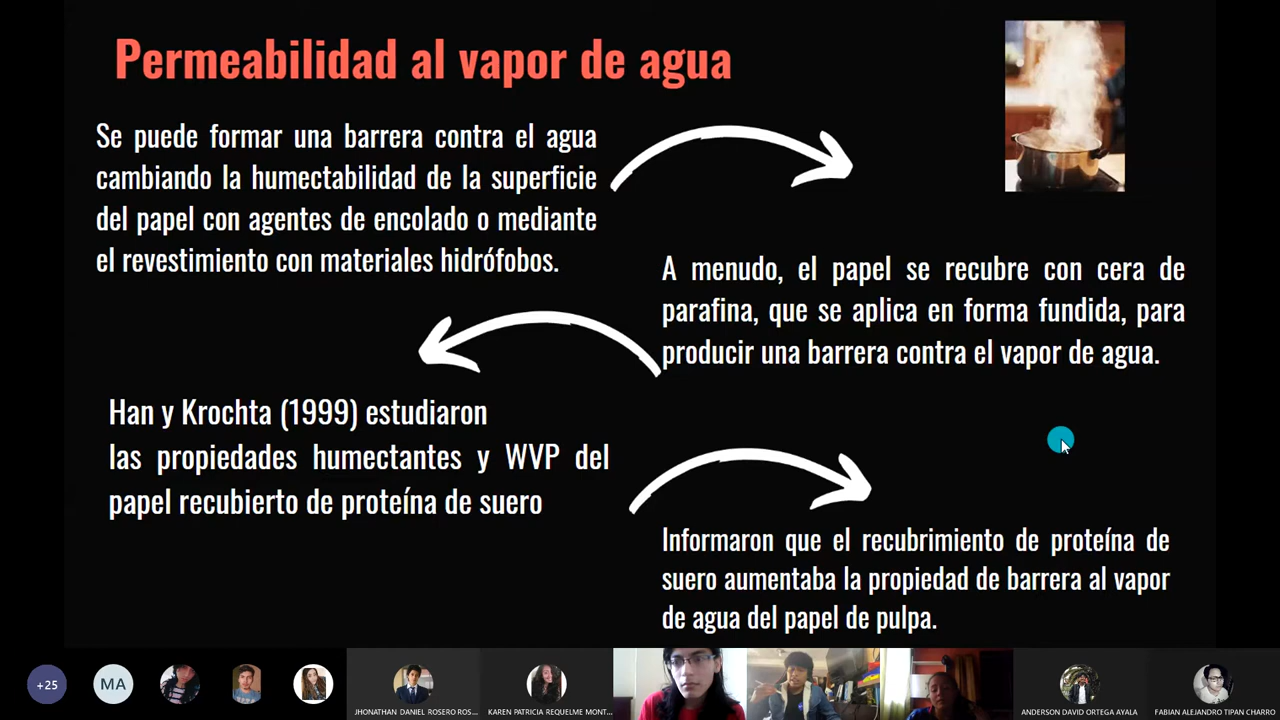 Permeabilidad al vapor de agua
Se puede formar una barrera contra el agua
cambiando la humectabilidad de la superficie
del papel con agentes de encolado o mediante
el revestimiento con materiales hidrófobos.
A menudo, el papel se recubre con cera de
parafina, que se aplica en forma fundida, para
producir una barrera contra el vapor de agua.
Han y Krochta (1999) estudiaron
las propiedades humectantes y WVP del
papel recubierto de proteína de suero
Informaron que el recubrimiento de proteína de
suero aumentaba la propiedad de barrera al vapor
de agua del papel de pulpa.
+25
MA
JHONATHAN DANIEL ROSERO ROS...
KAREN PATRICIA REQUELME MONT...
ANDERSON DAVID ORTEGA AYALA
FABIAN ALEJANDRO TIPAN CHARRO